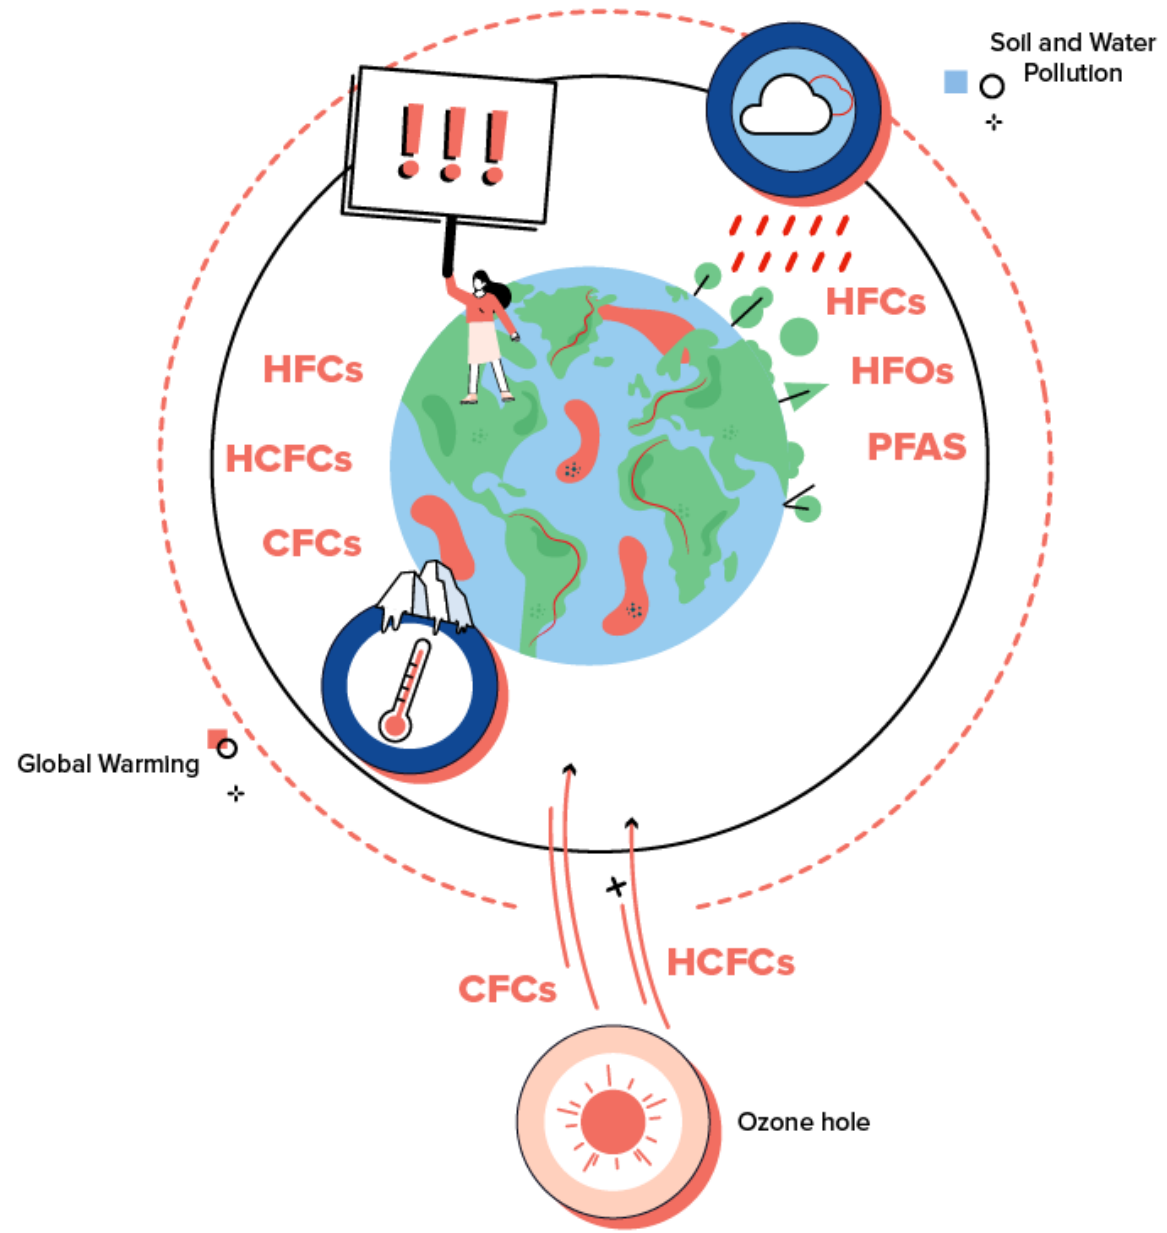 Soil and Water
Pollution
! ! !
HFCs
HFOs
PFAS
HFCs
HCFCs
CFCs
Global Warming
CFCs
HCFCs
Ozone hole